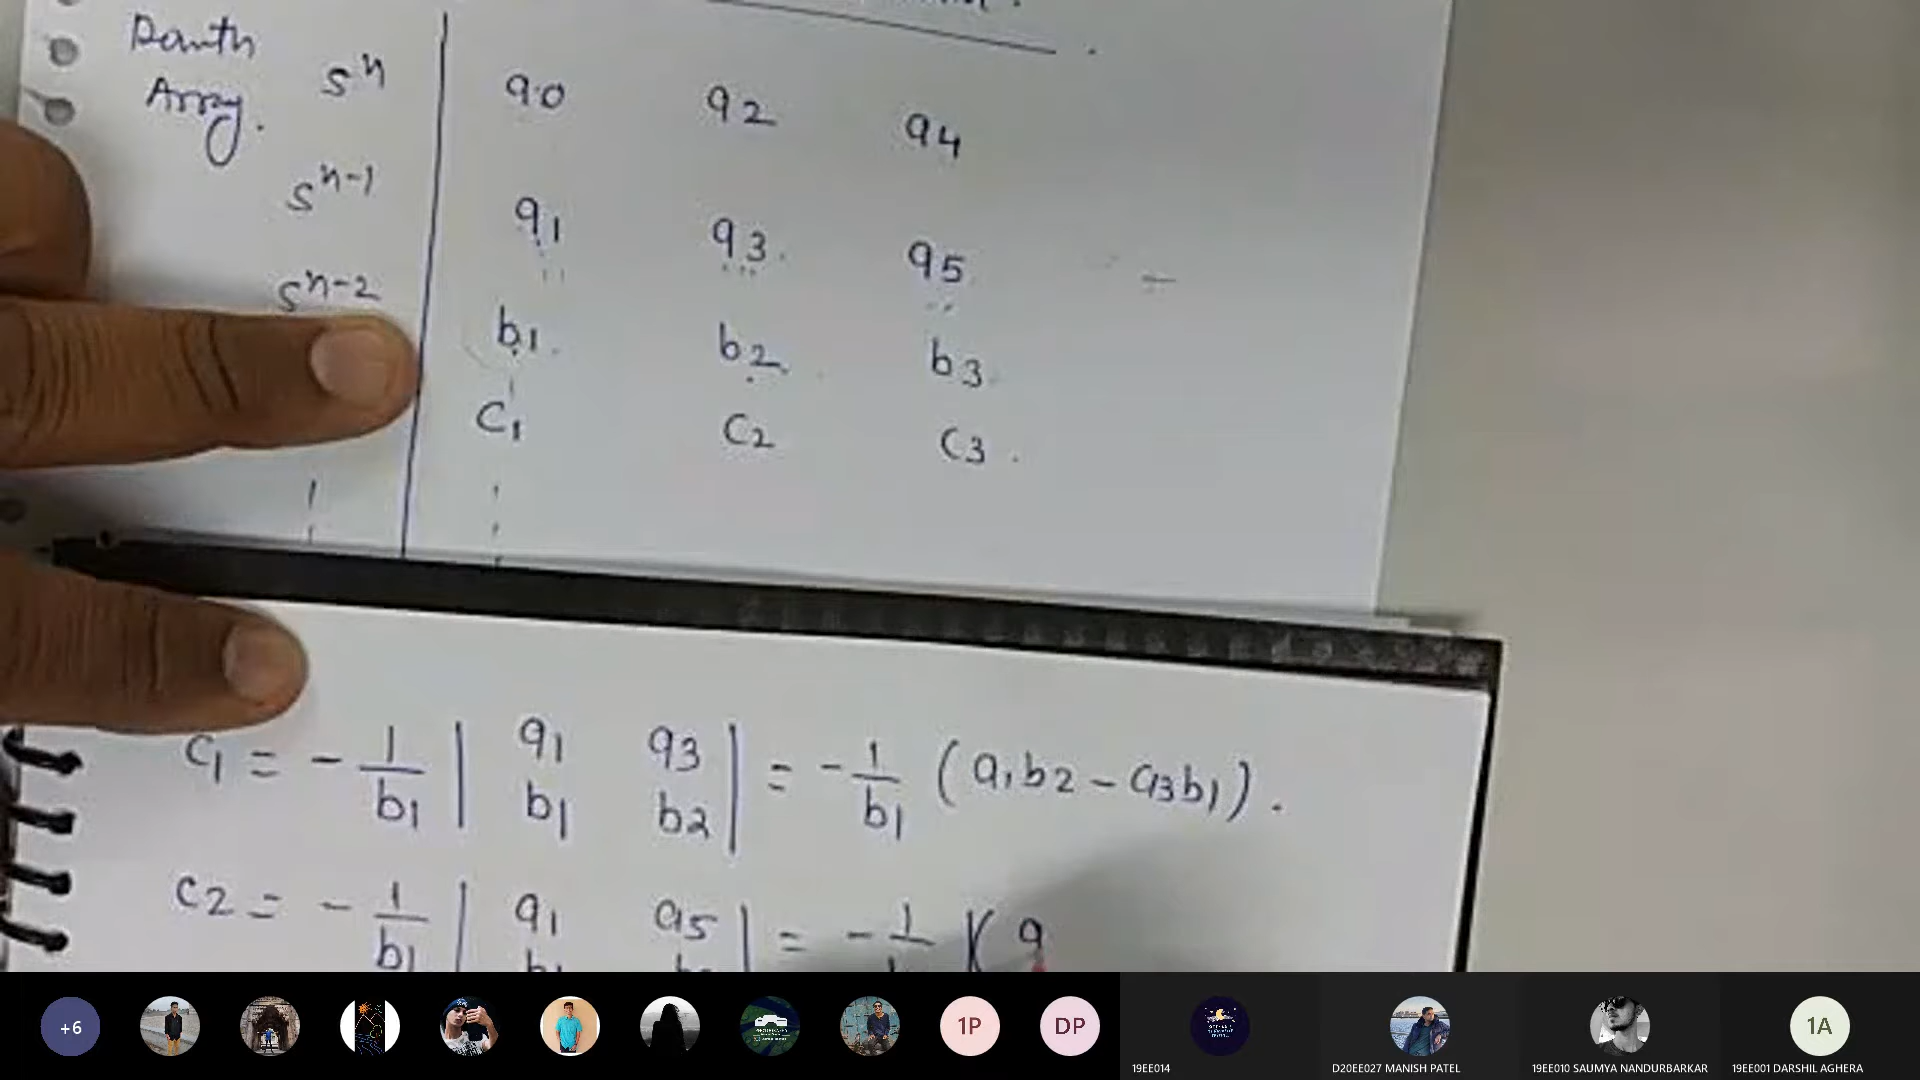 Routh
Array.
s^n | a0 a2 a4
s^n-1 | a1 a3 a5 -
s^n-2 | b1 b2 b3
c1 c2 c3
c1 = - 1/b1 | a1 a3 b1 b2 | = - 1/b1 (a1b2 - a3b1).
c2 = - 1/b1 | a1 a5 | = - 1 ( a
+6
1P
DP
19EE014
D20EE027 MANISH PATEL
19EE010 SAUMYA NANDURBARKAR
1A
19EE001 DARSHIL AGHERA